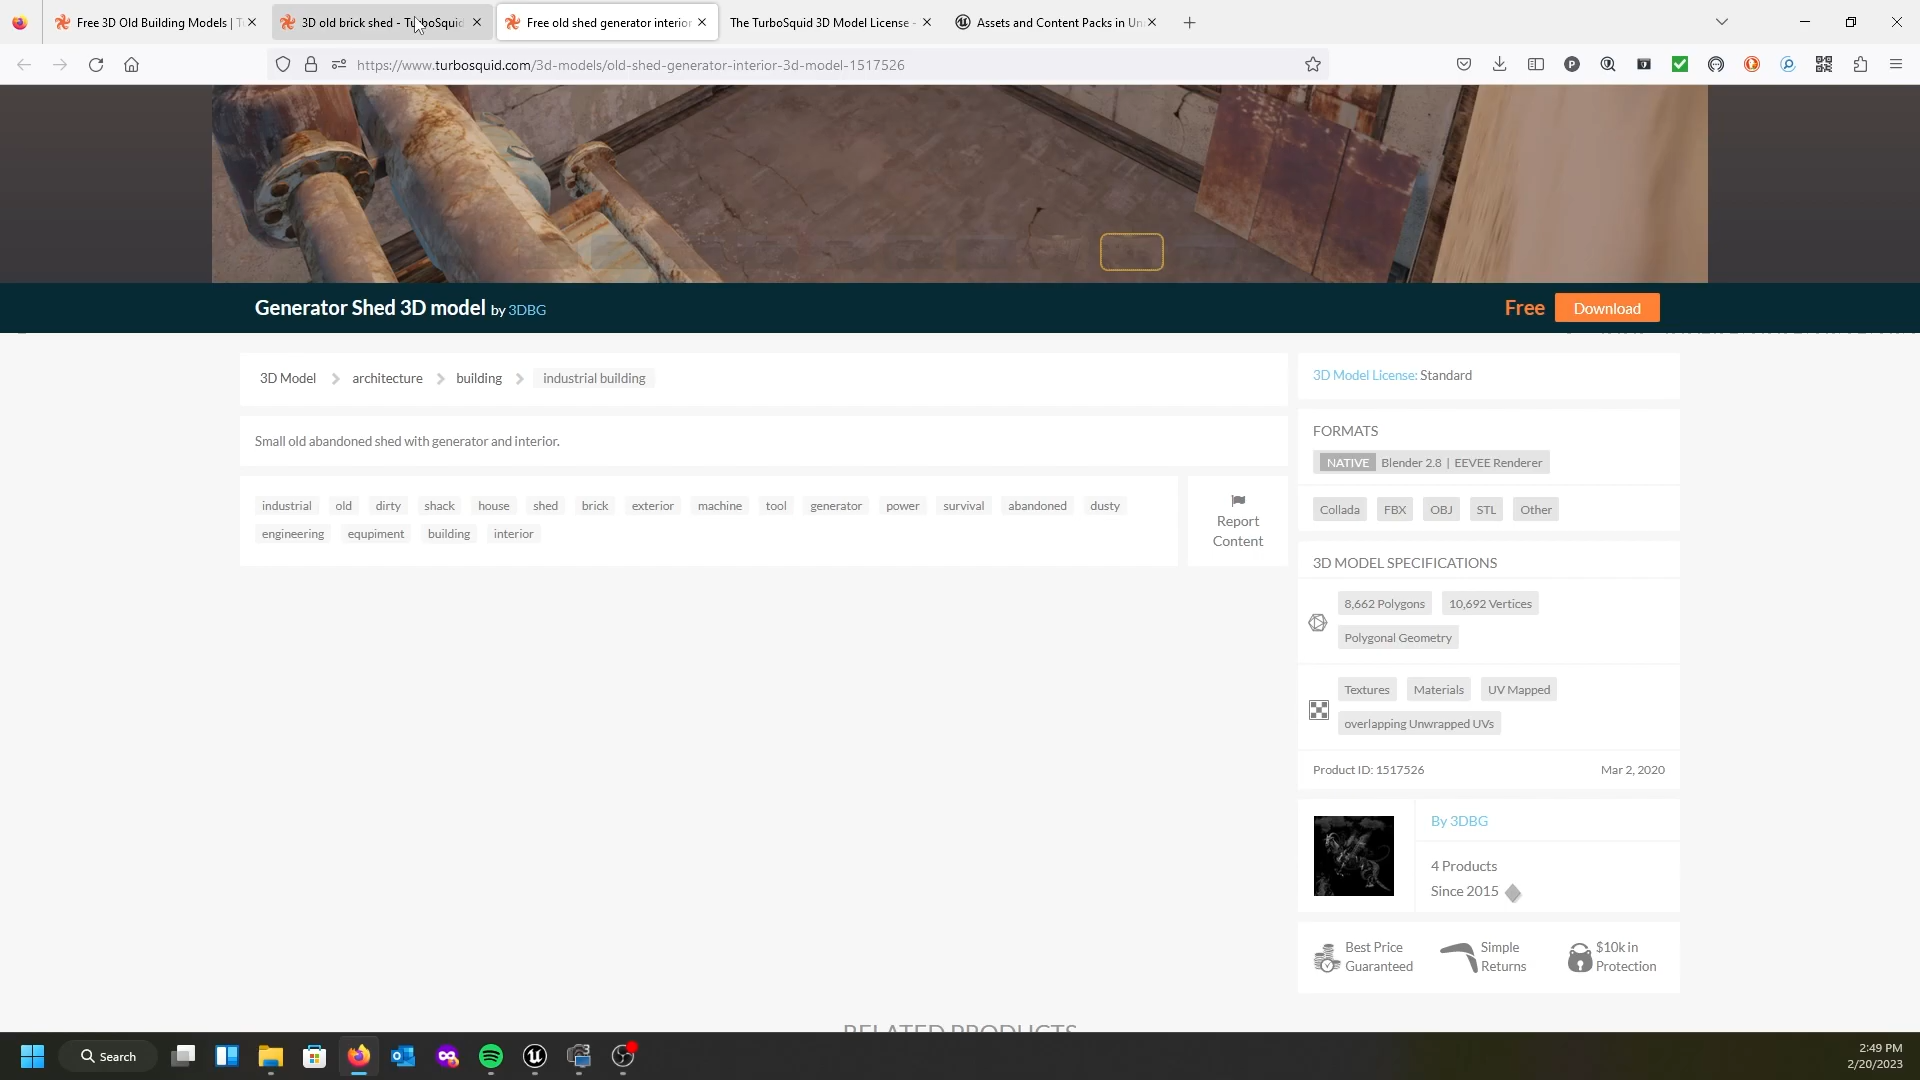 Free 3D Old Building Models |
3D old brick shed - TurboSquid
Free old shed generator interior
The TurboSquid 3D Model License -
Assets and Content Packs in Un
https://www.turbosquid.com/3d-models/old-shed-generator-interior-3d-model-1517526
Generator Shed 3D model by 3DBG
Free
Download
3D Model
architecture
building
industrial building
3D Model License: Standard
Small old abandoned shed with generator and interior.
FORMATS
NATIVE Blender 2.8 | EEVEE Renderer
industrial old dirty shack house shed brick exterior machine tool generator power survival abandoned dusty
engineering equpiment building interior
Report
Content
Collada FBX OBJ STL Other
3D MODEL SPECIFICATIONS
8,662 Polygons 10,692 Vertices
Polygonal Geometry
Textures Materials UV Mapped
overlapping Unwrapped UVs
Product ID: 1517526
Mar 2, 2020
By 3DBG
4 Products
Since 2015
Best Price
Guaranteed
Simple
Returns
$10k in
Protection
RELATED PRODUCTS
Search
2:49 PM
2/20/2023